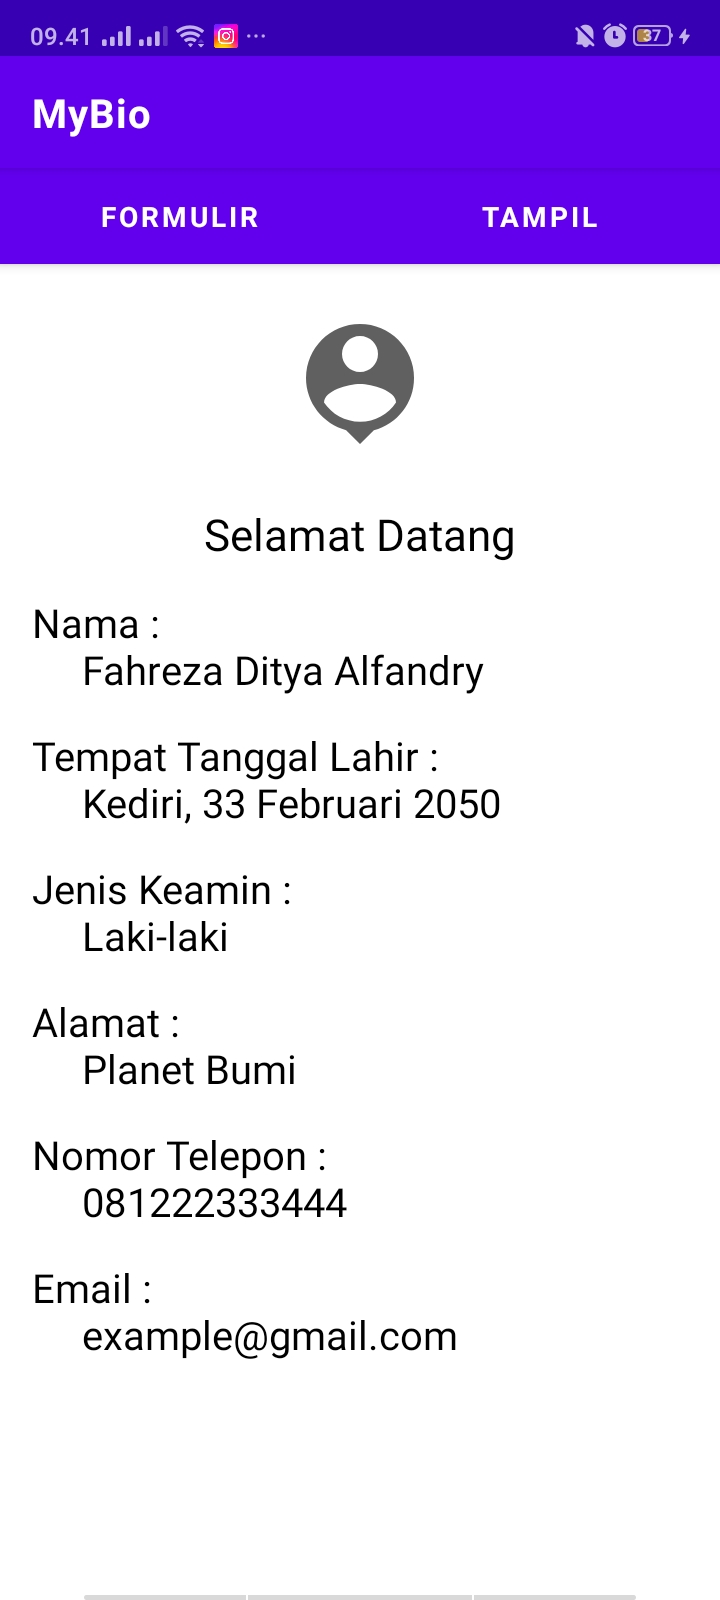 09.41 37
MyBio
FORMULIR TAMPIL
Selamat Datang
Nama :
Fahreza Ditya Alfandry
Tempat Tanggal Lahir :
Kediri, 33 Februari 2050
Jenis Keamin :
Laki-laki
Alamat :
Planet Bumi
Nomor Telepon :
081222333444
Email :
example@gmail.com